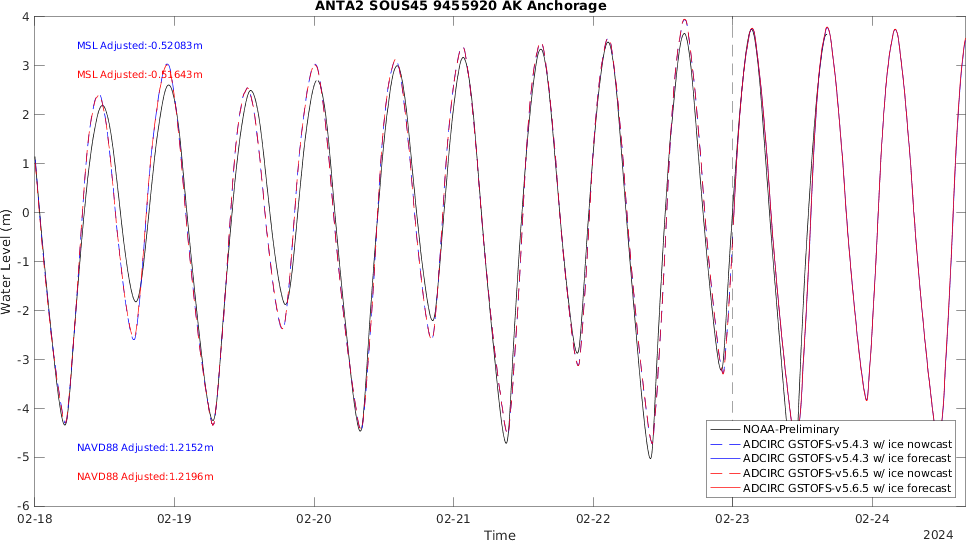 ANTA2 SOUS45 9455920 AK Anchorage
MSL Adjusted:-0.52083m
MSL Adjusted:-0.51643m
4
3
2
1
0
-1
-2
-3
-4
-5
-6
Water Level (m)
NAVD88 Adjusted:1.2152m
NAVD88 Adjusted:1.2196m
NOAA-Preliminary
ADCIRC GSTOFS-v5.4.3 w/ ice nowcast
ADCIRC GSTOFS-v5.4.3 w/ ice forecast
ADCIRC GSTOFS-v5.6.5 w/ ice nowcast
ADCIRC GSTOFS-v5.6.5 w/ ice forecast
02-18 02-19 02-20 02-21 02-22 02-23 02-24
Time
2024